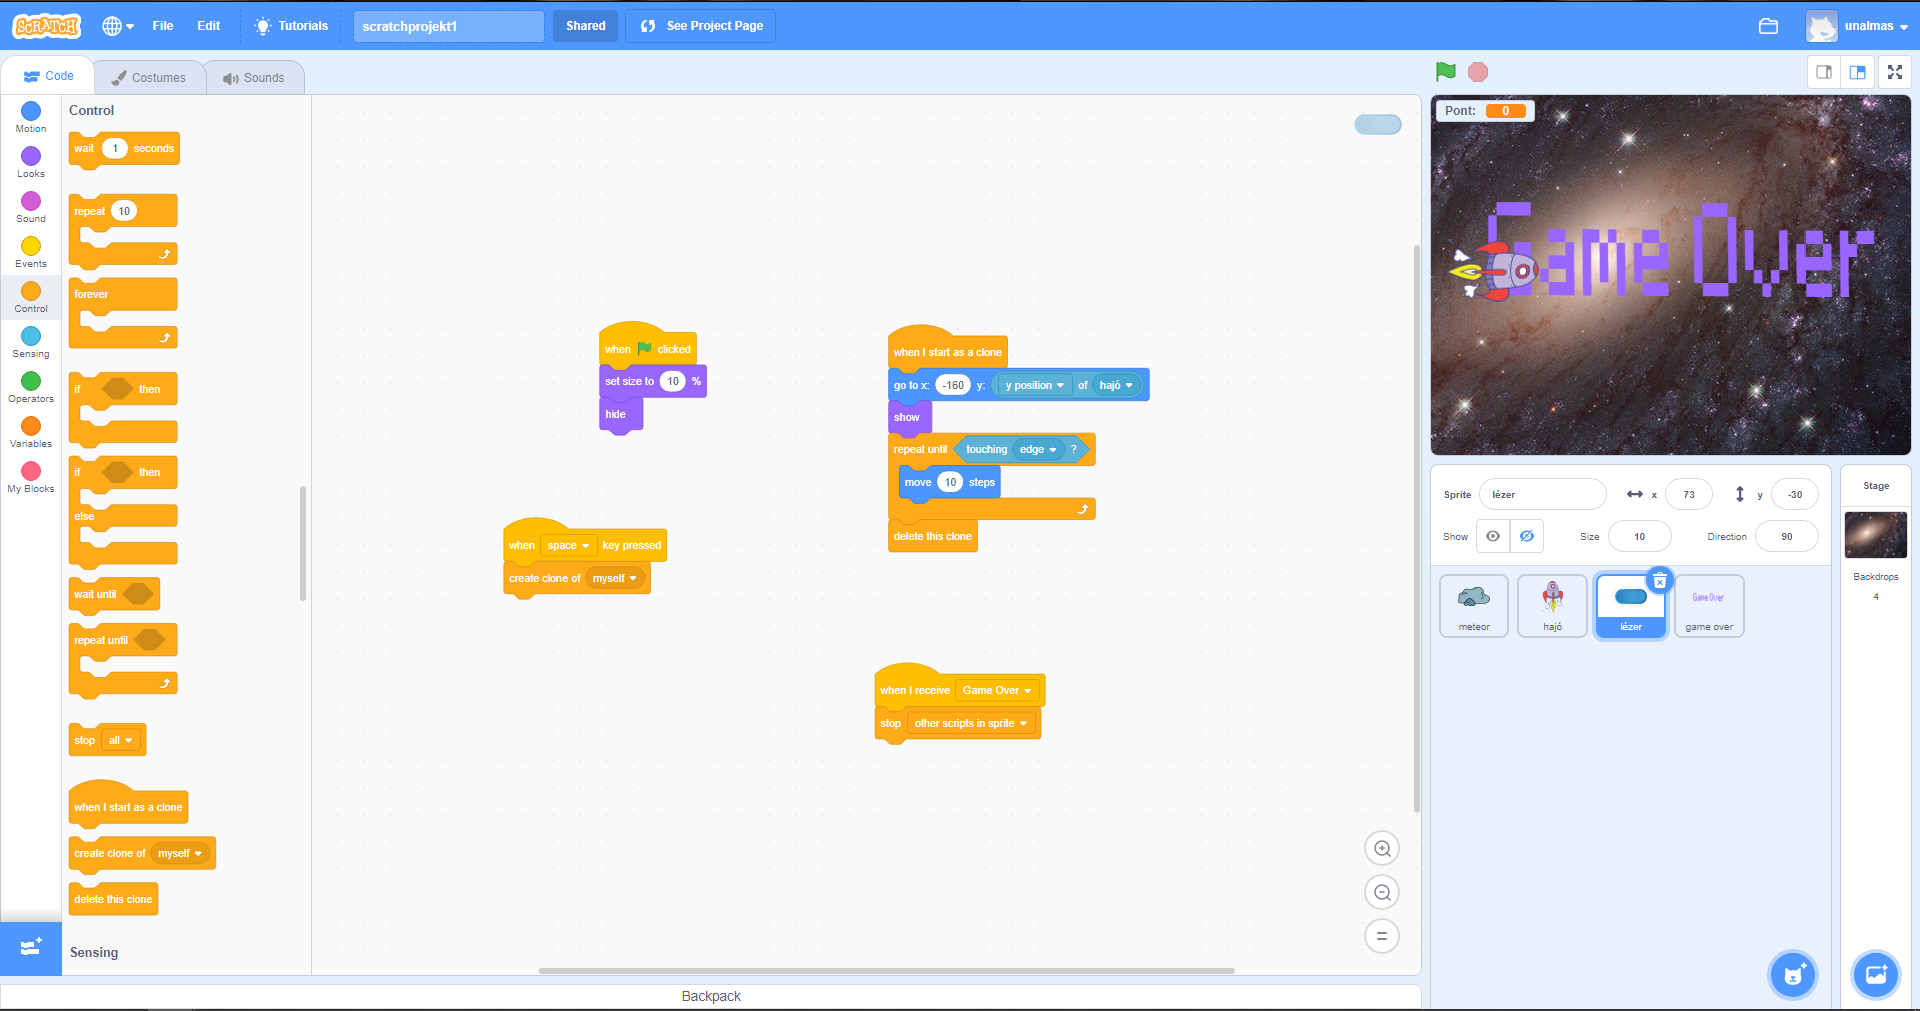 SCRATCH
File
Edit
Tutorials
scratchprojekt1
Shared
See Project Page
unalmas
Code
Costumes
Sounds
Motion
Looks
Sound
Events
Control
Sensing
Operators
Variables
My Blocks
Control
wait 1 seconds
repeat 10
forever
if then
if then
else
wait until
repeat until
stop all
when I start as a clone
create clone of myself
delete this clone
Sensing
when clicked
set size to 10 %
hide
when space key pressed
create clone of myself
when I start as a clone
go to x: -160 y: y position of hajó
show
repeat until touching edge ?
move 10 steps
delete this clone
when I receive Game Over
stop other scripts in sprite
Backpack
Pont: 0
Game Over
Sprite lézer x 73 y -30
Show Size 10 Direction 90
meteor
hajó
lézer
Game Over
game over
Stage
Backdrops
4